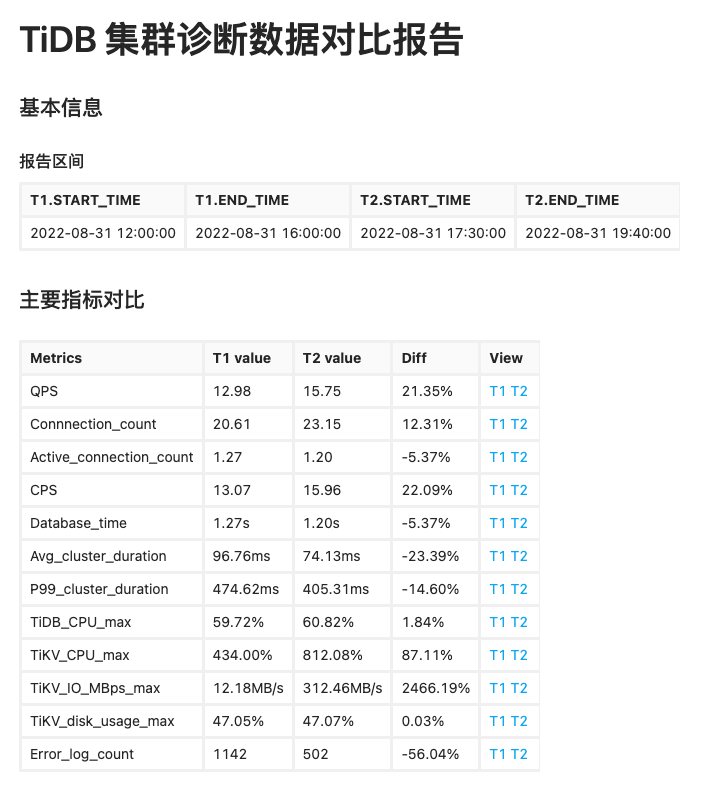 TiDB 集群诊断数据对比报告
基本信息
报告区间
T1.START_TIME T1.END_TIME T2.START_TIME T2.END_TIME
2022-08-31 12:00:00 2022-08-31 16:00:00 2022-08-31 17:30:00 2022-08-31 19:40:00
主要指标对比
Metrics T1 value T2 value Diff View
QPS 12.98 15.75 21.35% T1 T2
Connnection_count 20.61 23.15 12.31% T1 T2
Active_connection_count 1.27 1.20 -5.37% T1 T2
CPS 13.07 15.96 22.09% T1 T2
Database_time 1.27s 1.20s -5.37% T1 T2
Avg_cluster_duration 96.76ms 74.13ms -23.39% T1 T2
P99_cluster_duration 474.62ms 405.31ms -14.60% T1 T2
TiDB_CPU_max 59.72% 60.82% 1.84% T1 T2
TiKV_CPU_max 434.00% 812.08% 87.11% T1 T2
TiKV_IO_MBps_max 12.18MB/s 312.46MB/s 2466.19% T1 T2
TiKV_disk_usage_max 47.05% 47.07% 0.03% T1 T2
Error_log_count 1142 502 -56.04% T1 T2